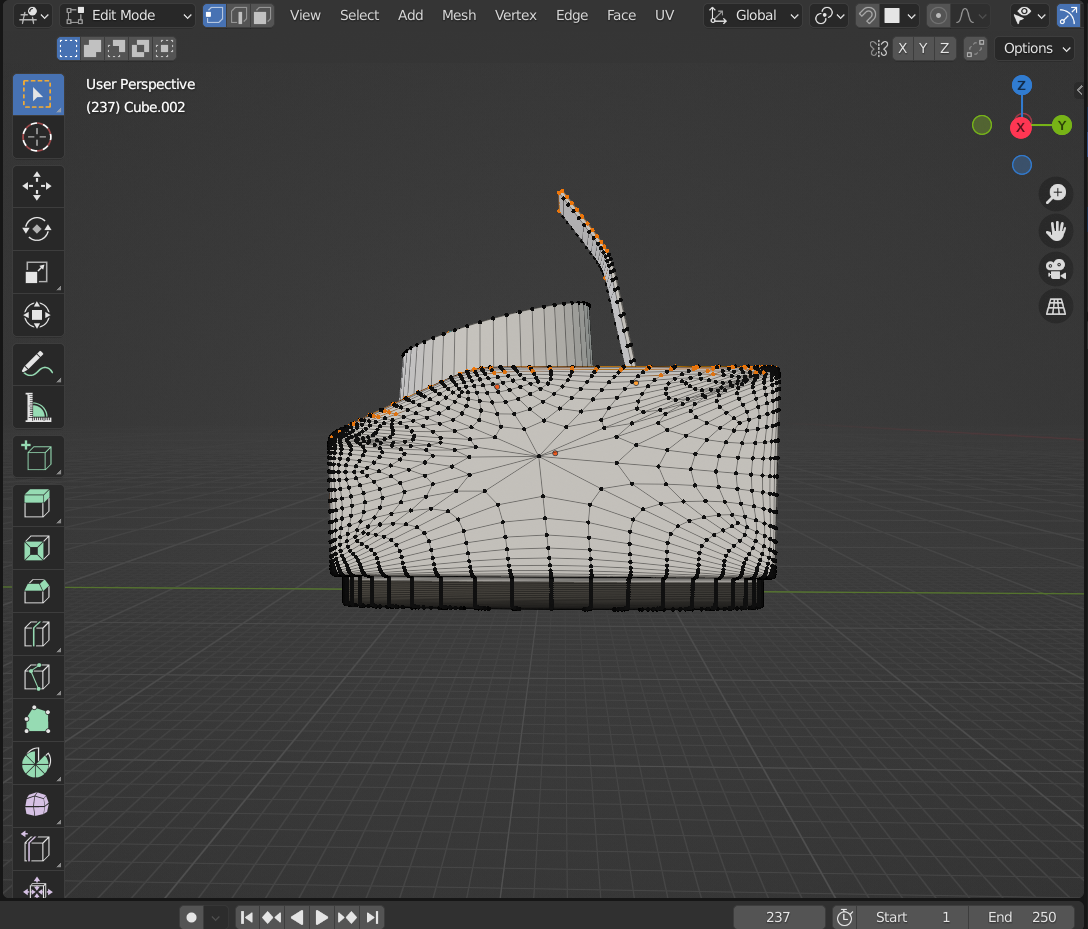 Edit Mode View Select Add Mesh Vertex Edge Face UV Global
X Y Z Options
User Perspective
(237) Cube.002
Z
X Y
237 Start 1 End 250